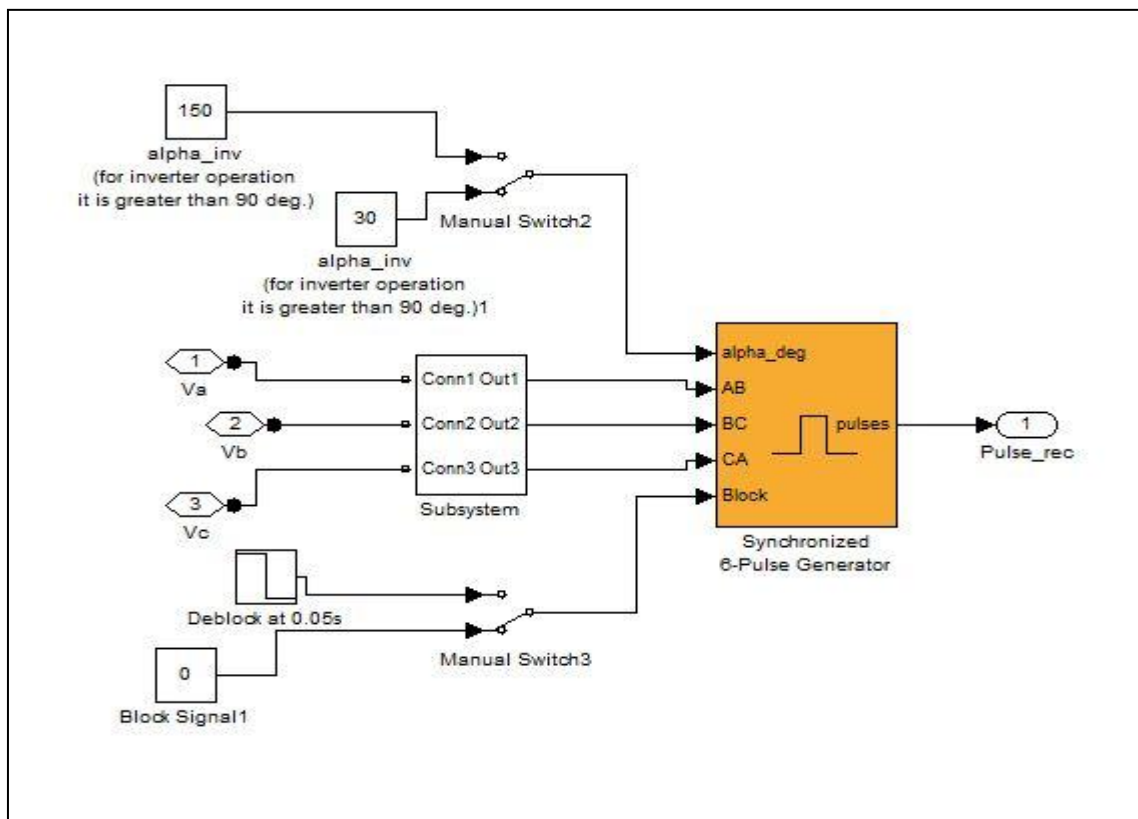 150
alpha_inv
(for inverter operation
it is greater than 90 deg.)
30
alpha_inv
(for inverter operation
it is greater than 90 deg.)1
Manual Switch2
1
Va
2
Vb
3
Vc
Conn1 Out1
Conn2 Out2
Conn3 Out3
Subsystem
alpha_deg
AB
BC
CA
Block
pulses
Synchronized
6-Pulse Generator
1
Pulse_rec
Deblock at 0.05s
Manual Switch3
0
Block Signal1